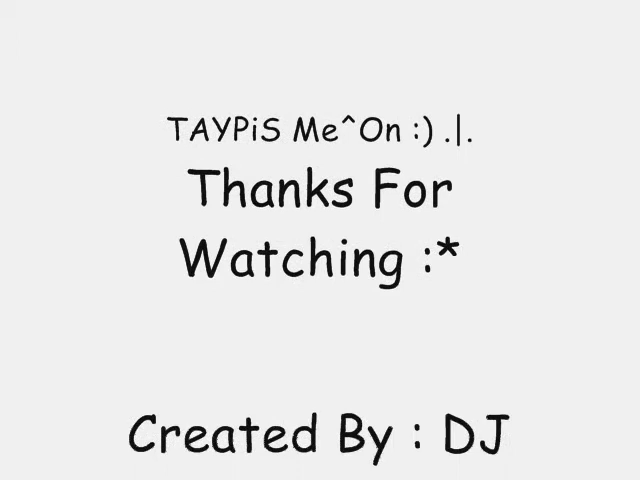 TAYPiS Me^On :) .|.
Thanks For
Watching :*
Created By : DJ